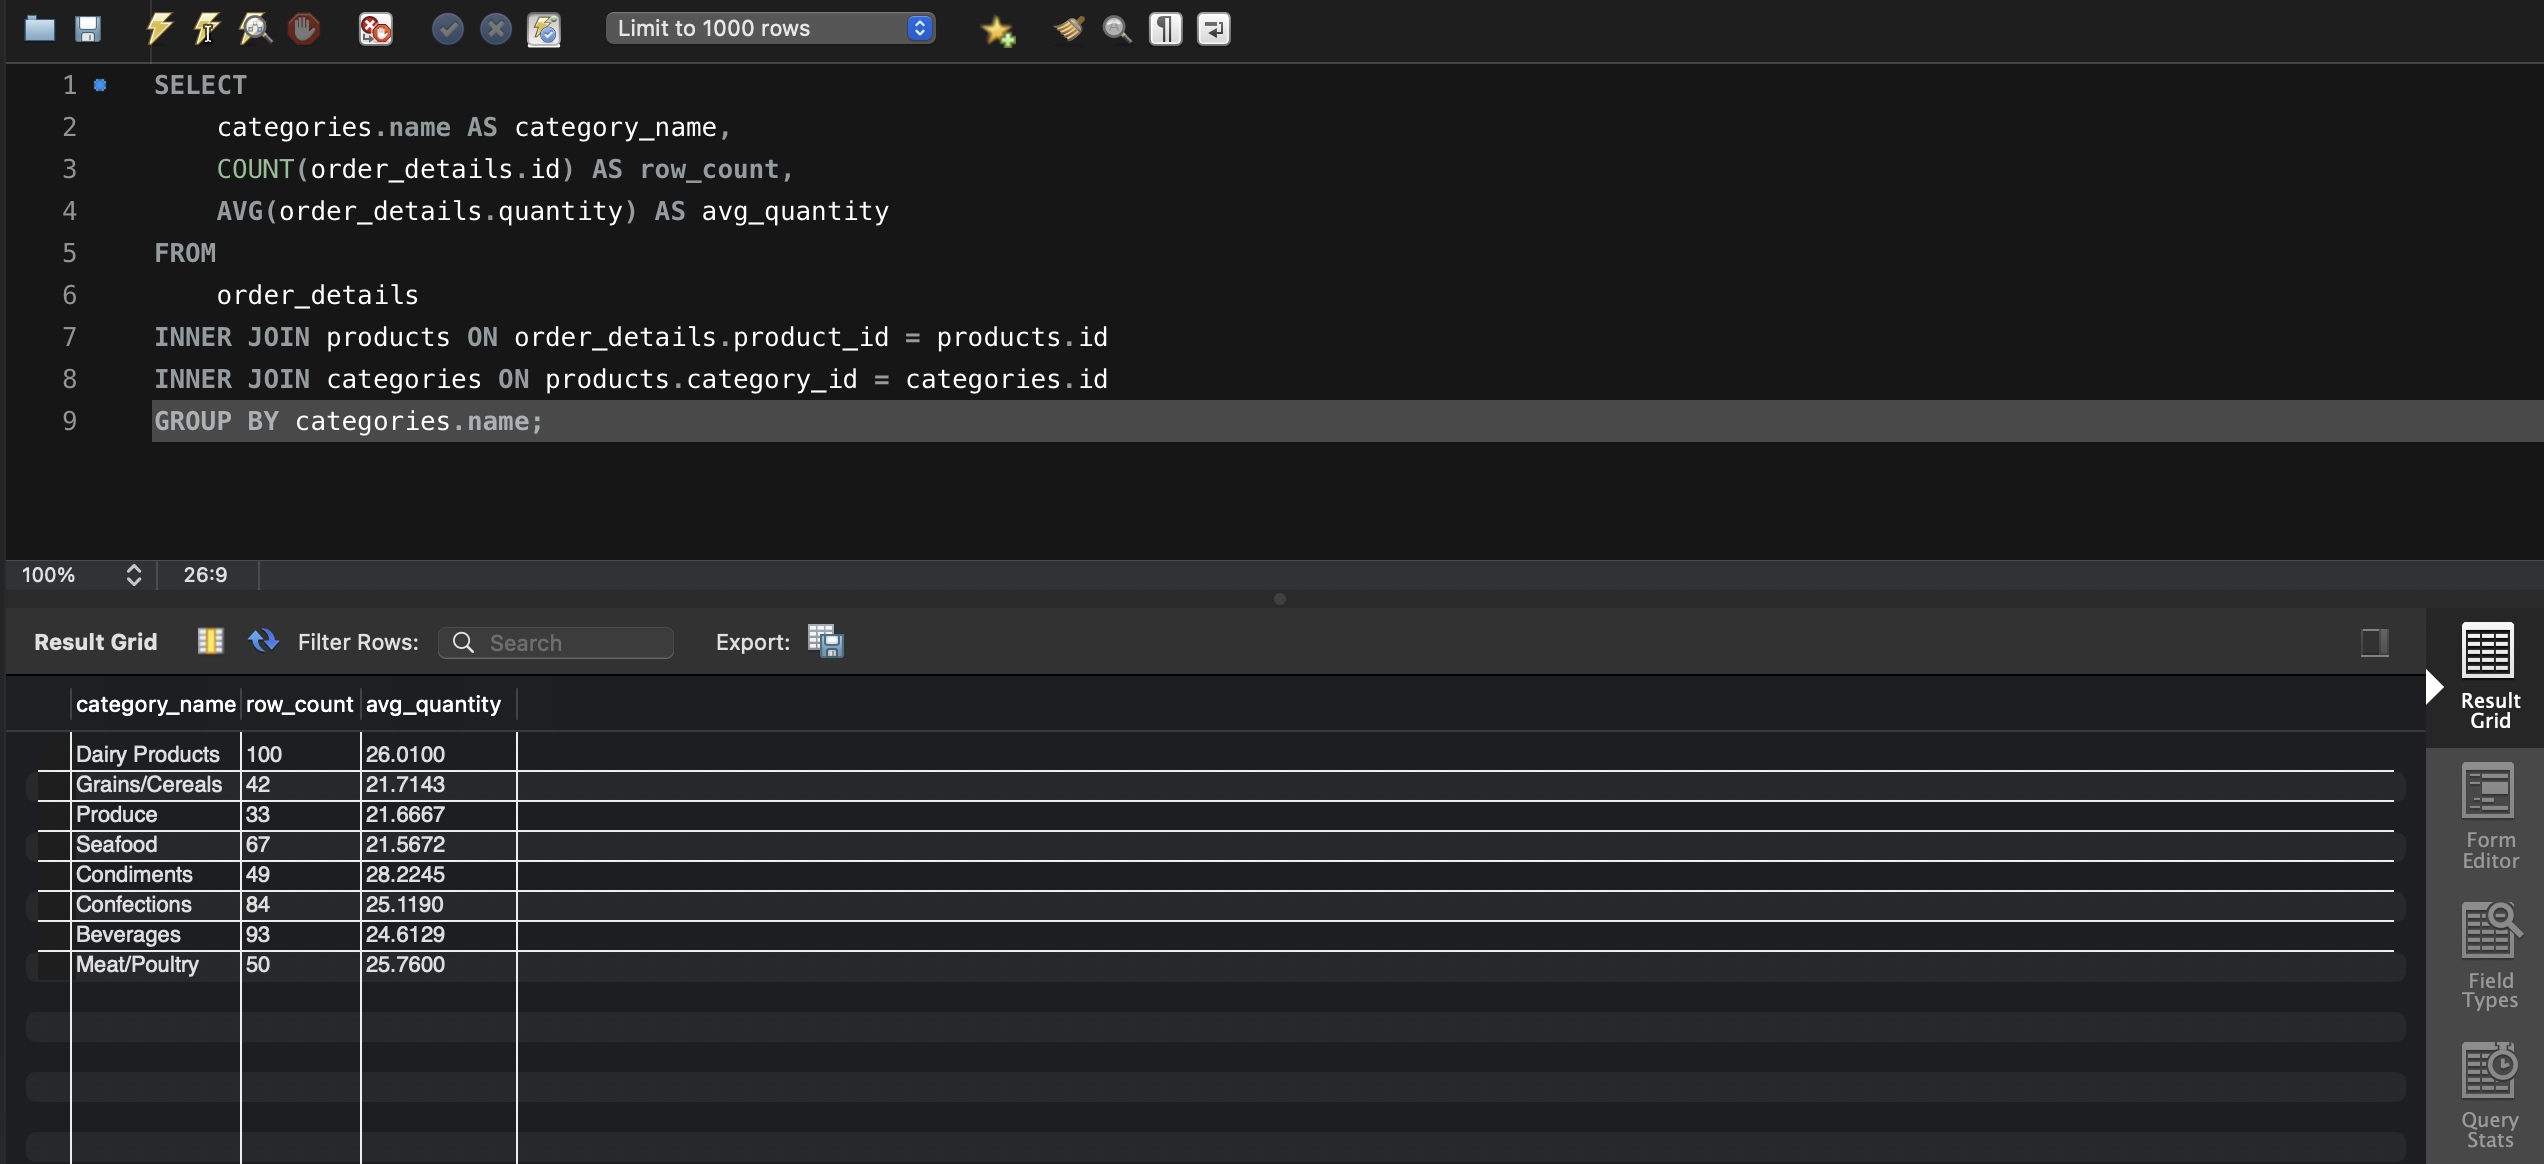 Limit to 1000 rows
1 SELECT
2 categories.name AS category_name,
3 COUNT(order_details.id) AS row_count,
4 AVG(order_details.quantity) AS avg_quantity
5 FROM
6 order_details
7 INNER JOIN products ON order_details.product_id = products.id
8 INNER JOIN categories ON products.category_id = categories.id
9 GROUP BY categories.name;
100% 26:9
Result Grid Filter Rows: Search Export:
category_name row_count avg_quantity
Dairy Products 100 26.0100
Grains/Cereals 42 21.7143
Produce 33 21.6667
Seafood 67 21.5672
Condiments 49 28.2245
Confections 84 25.1190
Beverages 93 24.6129
Meat/Poultry 50 25.7600
Result
Grid
Form
Editor
Field
Types
Query
Stats